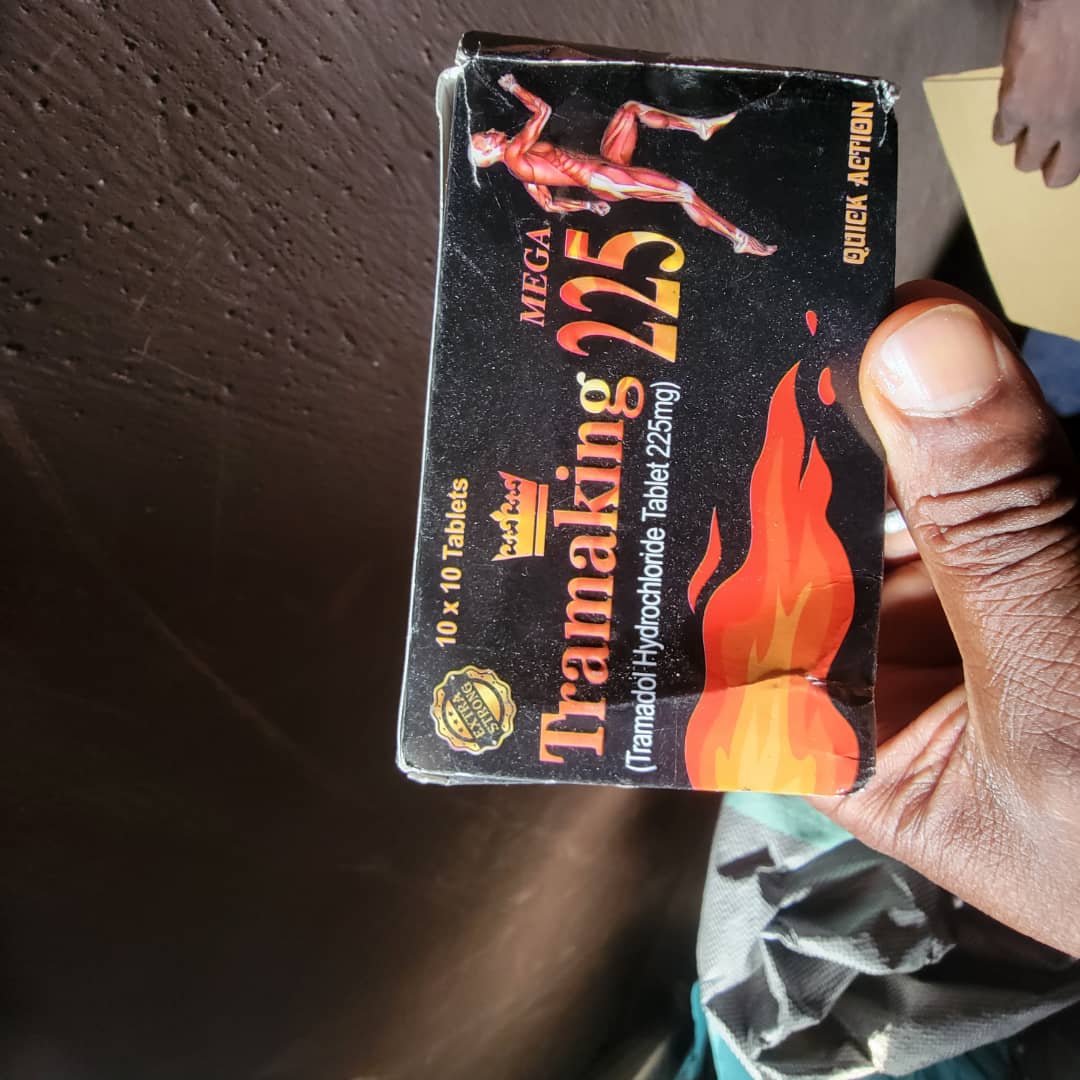 10 x 10 Tablets
EXTRA
STRONG
MEGA
Tramaking 225
(Tramadol Hydrochloride Tablet 225mg)
QUICK ACTION